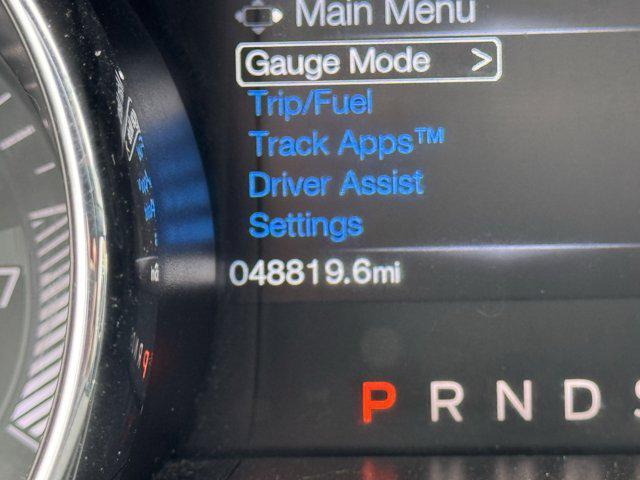 Main Menu
Gauge Mode >
Trip/Fuel
Track Apps™
Driver Assist
Settings
048819.6mi
P R N D S